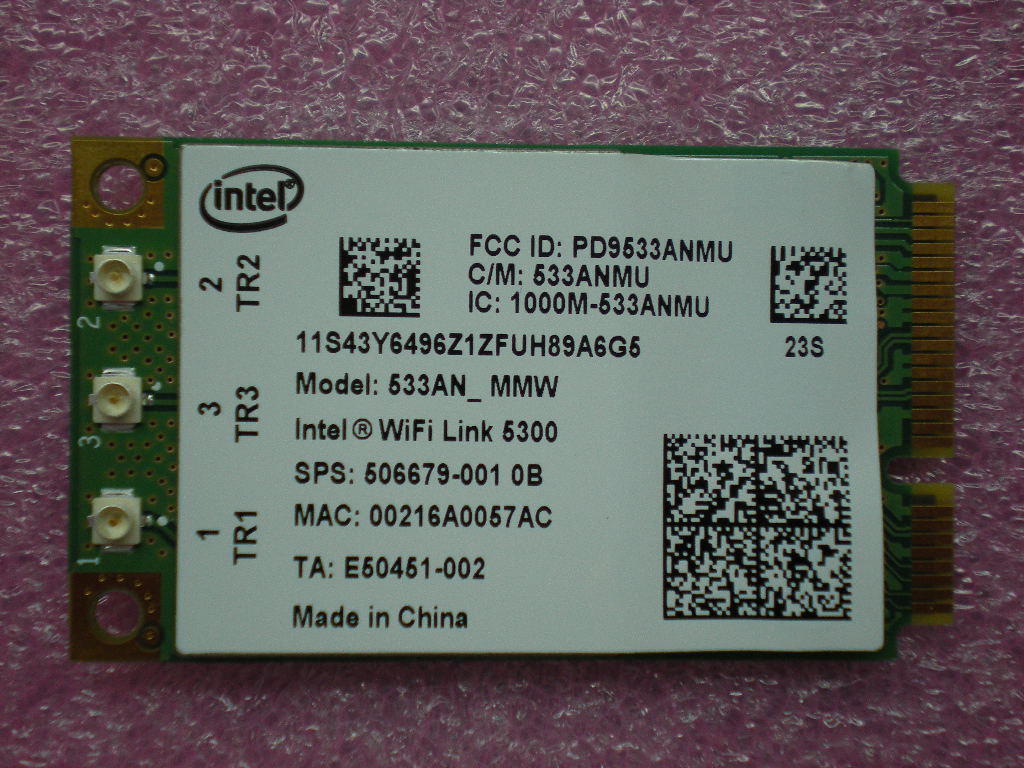 intel®
FCC ID: PD9533ANMU
C/M: 533ANMU
IC: 1000M-533ANMU
23S
11S43Y6496Z1ZFUH89A6G5
Model: 533AN_ MMW
Intel® WiFi Link 5300
SPS: 506679-001 0B
MAC: 00216A0057AC
TA: E50451-002
Made in China
2
TR2
3
TR3
1
TR1
2
3
1